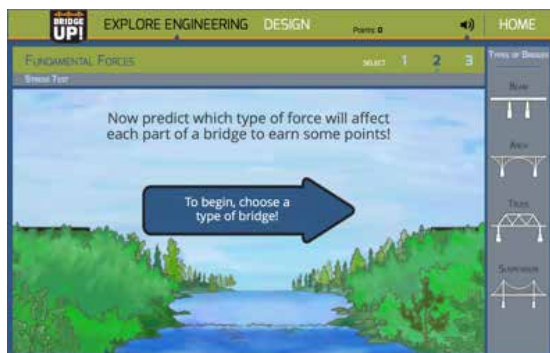 BRIDGE
UP!
EXPLORE ENGINEERING
DESIGN
Points: 0
HOME
FUNDAMENTAL FORCES
SELECT
1
2
3
TYPES OF BRIDGES
STRESS TEST
BEAM
Now predict which type of force will affect
each part of a bridge to earn some points!
ARCH
To begin, choose a
type of bridge!
TRUSS
SUSPENSION